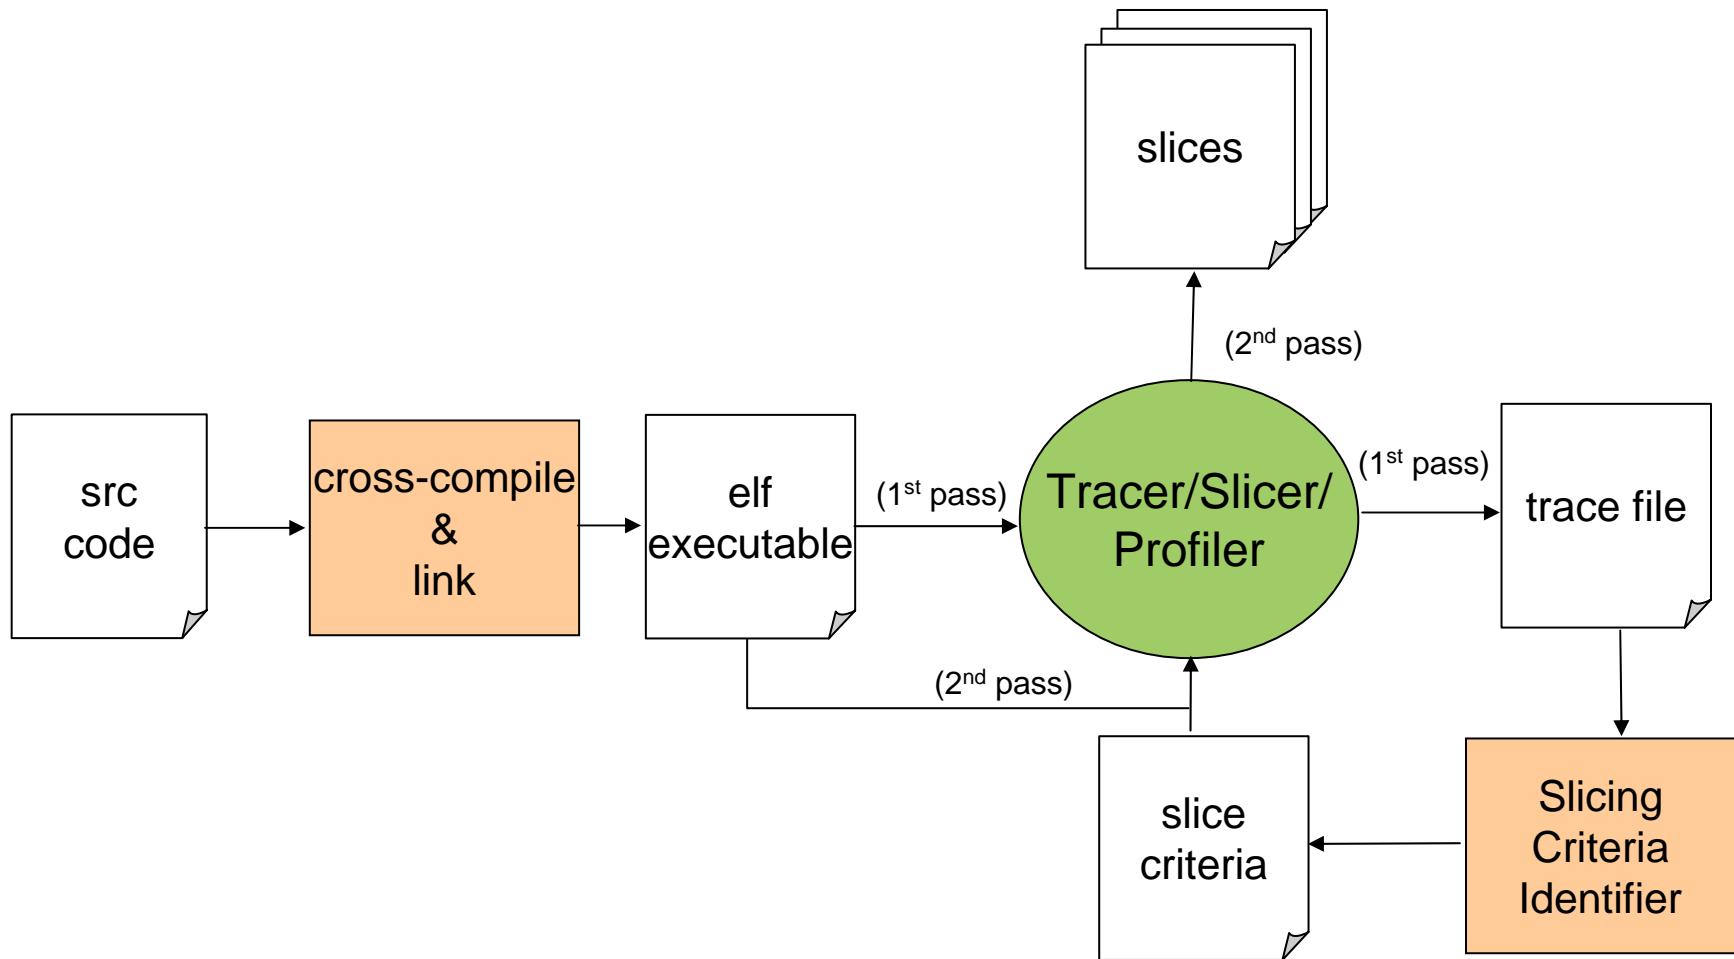 slices
(2nd pass)
src
code
cross-compile
&
link
elf
executable
(1st pass)
Tracer/Slicer/
Profiler
(1st pass)
trace file
(2nd pass)
slice
criteria
Slicing
Criteria
Identifier